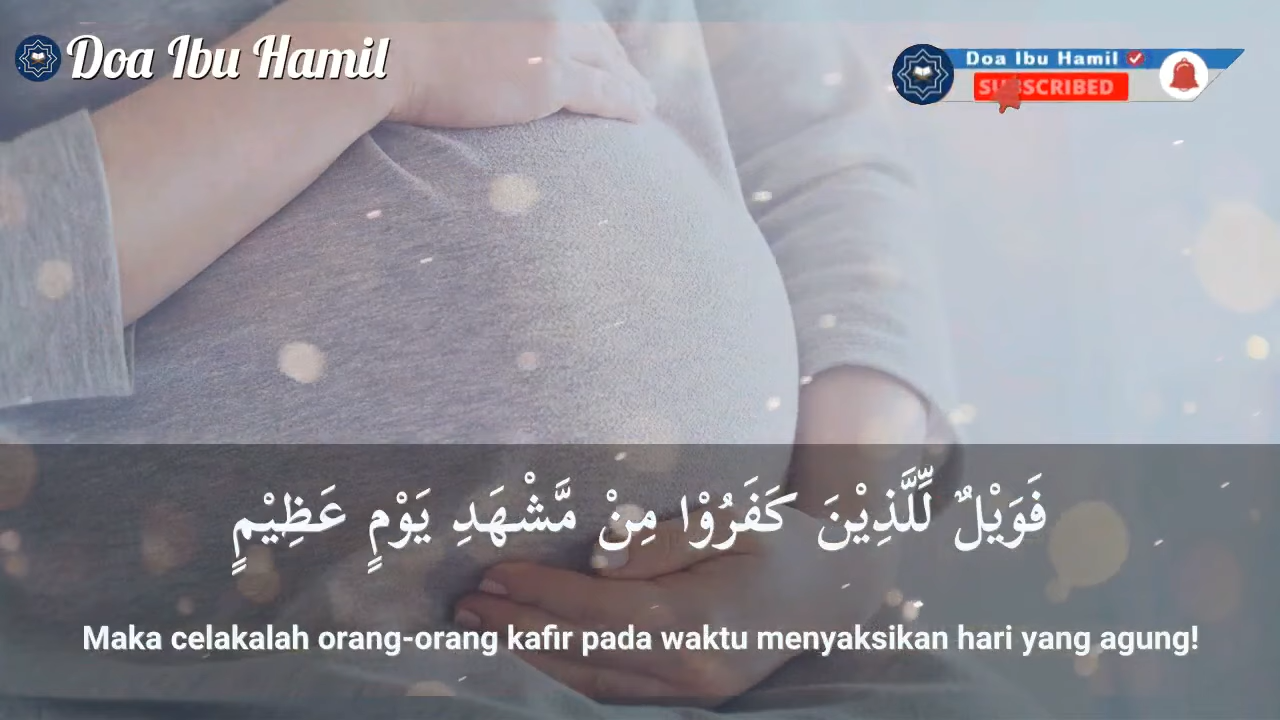 Doa Ibu Hamil
Doa Ibu Hamil
SUBSCRIBED
فَوَيْلٌ لِّلَّذِيْنَ كَفَرُوْا مِنْ مَّشْهَدِ يَوْمٍ عَظِيْمٍ
Maka celakalah orang-orang kafir pada waktu menyaksikan hari yang agung!